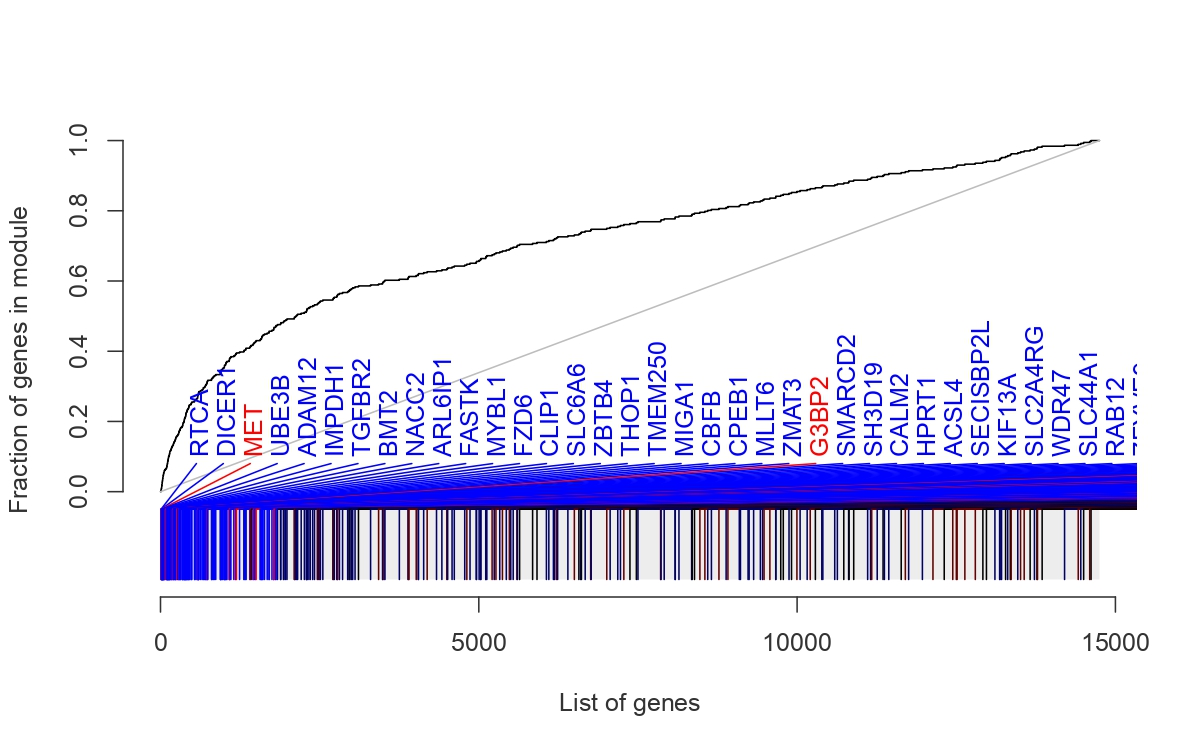 Fraction of genes in module
1.0
0.8
0.6
0.4
0.2
0.0
RTCA
DICER1
MET
UBE3B
ADAM12
IMPDH1
TGFBR2
BMT2
NACC2
ARL6IP1
FASTK
MYBL1
FZD6
CLIP1
SLC6A6
ZBTB4
THOP1
TMEM250
MIGA1
CBFB
CPEB1
MLLT6
ZMAT3
G3BP2
SMARCD2
SH3D19
CALM2
HPRT1
ACSL4
SECISBP2L
KIF13A
SLC2A4RG
WDR47
SLC44A1
RAB12
0
5000
10000
15000
List of genes